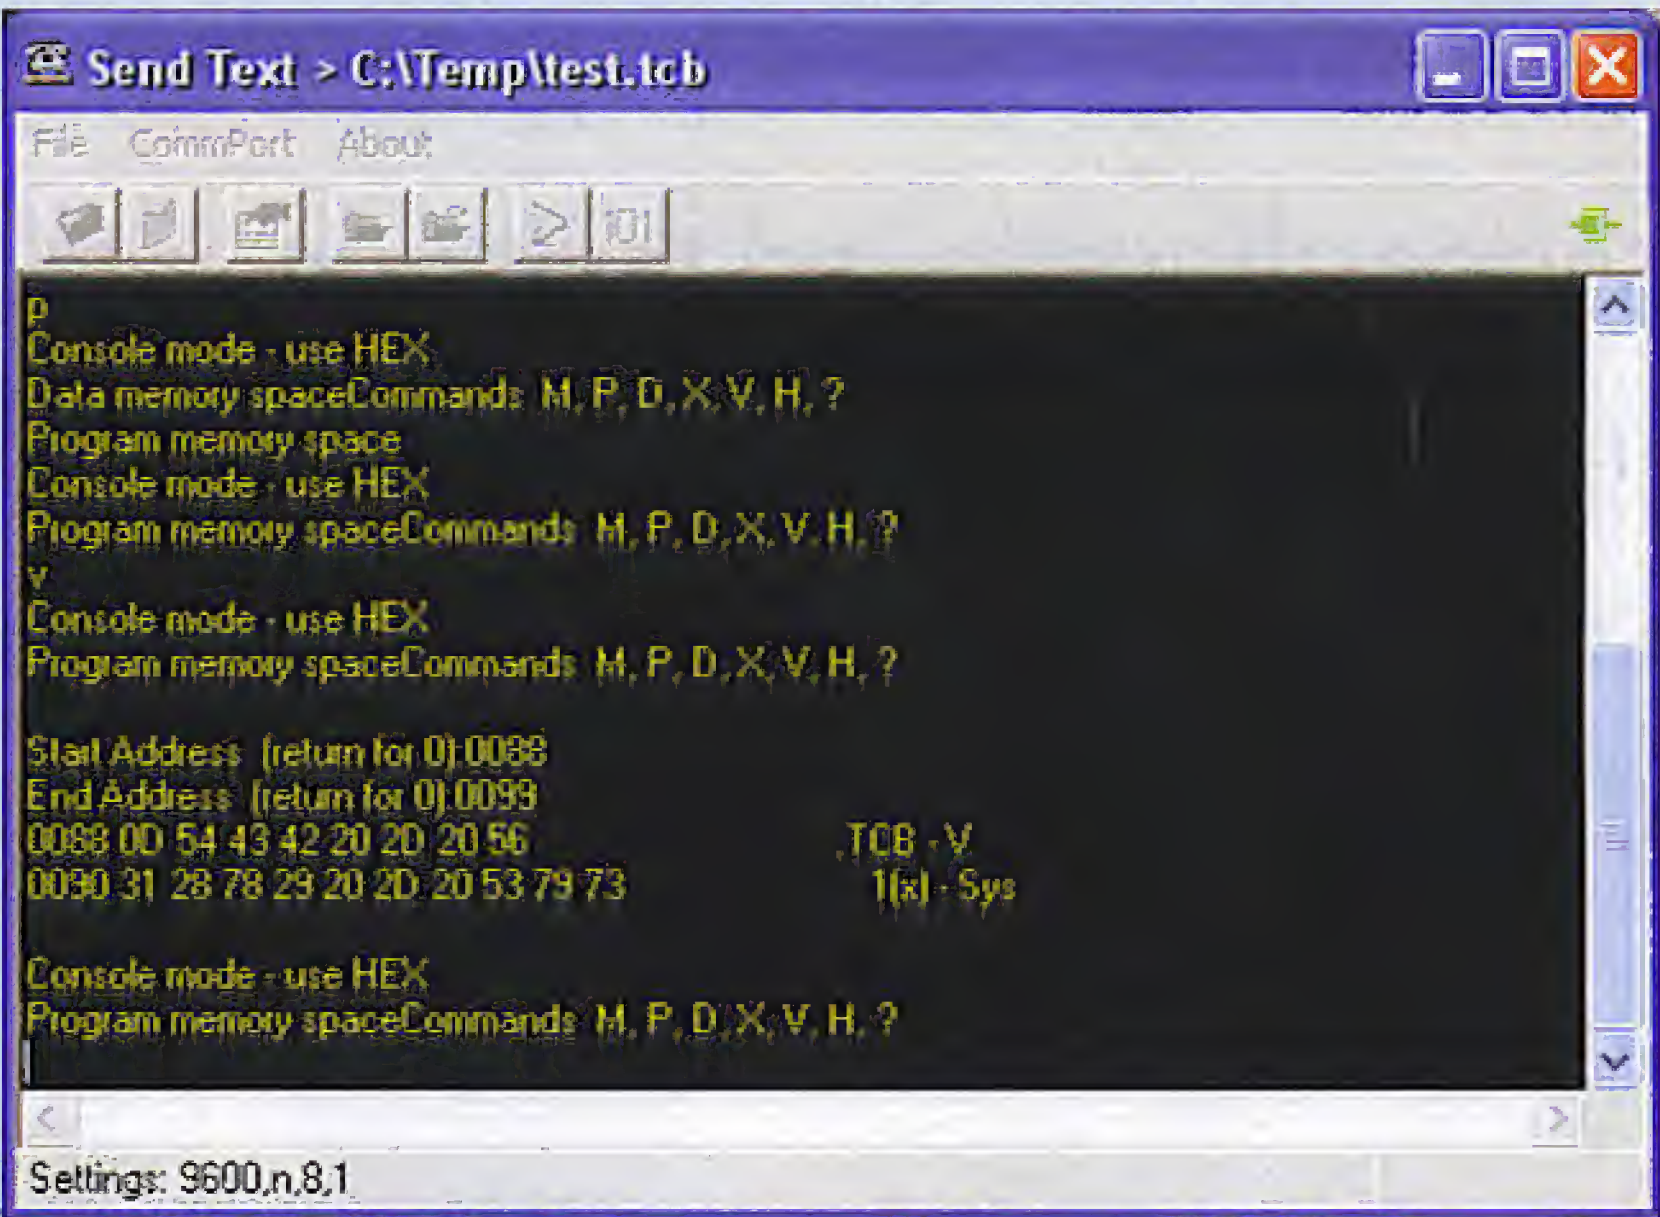 Send Text > C:\Temp\test.tcb
File CommPort About
101
p
Console mode - use HEX
Data memory spaceCommands M, P, D, X, V, H, ?
Program memory space
Console mode - use HEX
Program memory spaceCommands M, P, D, X, V, H, ?
v
Console mode - use HEX
Program memory spaceCommands M, P, D, X, V, H, ?
Start Address (return for 0):0088
End Address (return for 0):0099
0088 0D 54 43 42 20 2D 20 56 .TCB - V
0090 31 28 78 29 20 2D 20 53 79 73 1(x) - Sys
Console mode - use HEX
Program memory spaceCommands M, P, D, X, V, H, ?
Settings: 9600,n,8,1